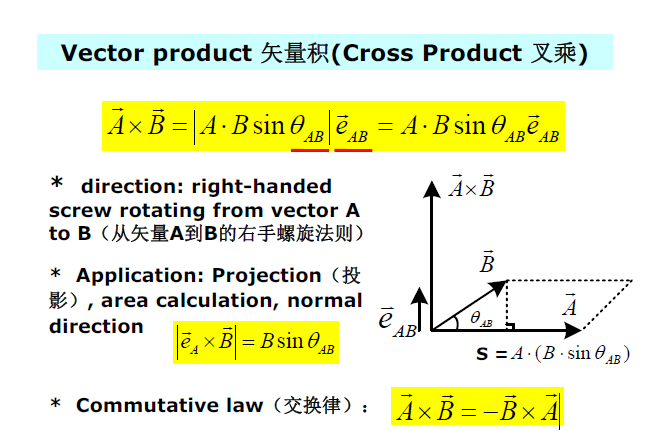 Vector product 矢量积(Cross Product 叉乘)
$\vec{A} \times \vec{B} = \left| A \cdot B \sin \theta_{AB} \right| \vec{e}_{AB} = A \cdot B \sin \theta_{AB} \vec{e}_{AB}$
* direction: right-handed
screw rotating from vector A
to B（从矢量A到B的右手螺旋法则）
* Application: Projection（投
影）, area calculation, normal
direction
$\left| \vec{e}_A \times \vec{B} \right| = B \sin \theta_{AB}$
$\vec{A} \times \vec{B}$
$\vec{B}$
$\vec{A}$
$\vec{e}_{AB}$
$\theta_{AB}$
S = $A \cdot (B \cdot \sin \theta_{AB})$
* Commutative law（交换律）： $\vec{A} \times \vec{B} = -\vec{B} \times \vec{A}|$